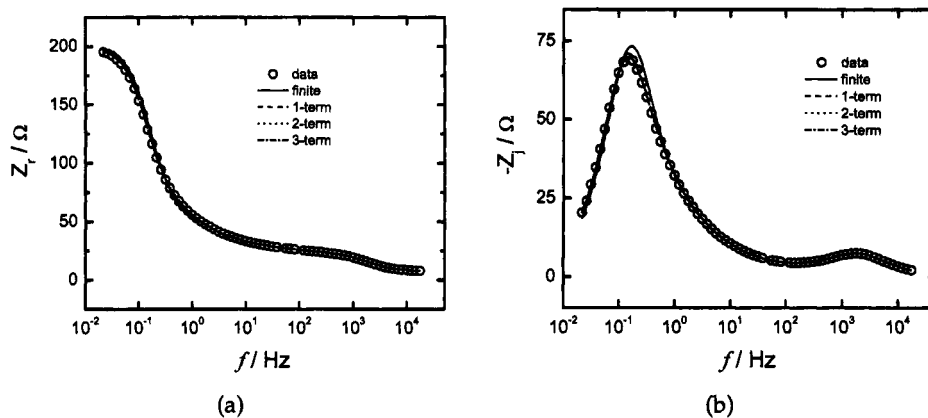 200
150
100
50
0
Z_r / Ω
data
finite
1-term
2-term
3-term
10^-2 10^-1 10^0 10^1 10^2 10^3 10^4
f / Hz
(a)
75
50
25
0
-Z_j / Ω
data
finite
1-term
2-term
3-term
10^-2 10^-1 10^0 10^1 10^2 10^3 10^4
f / Hz
(b)